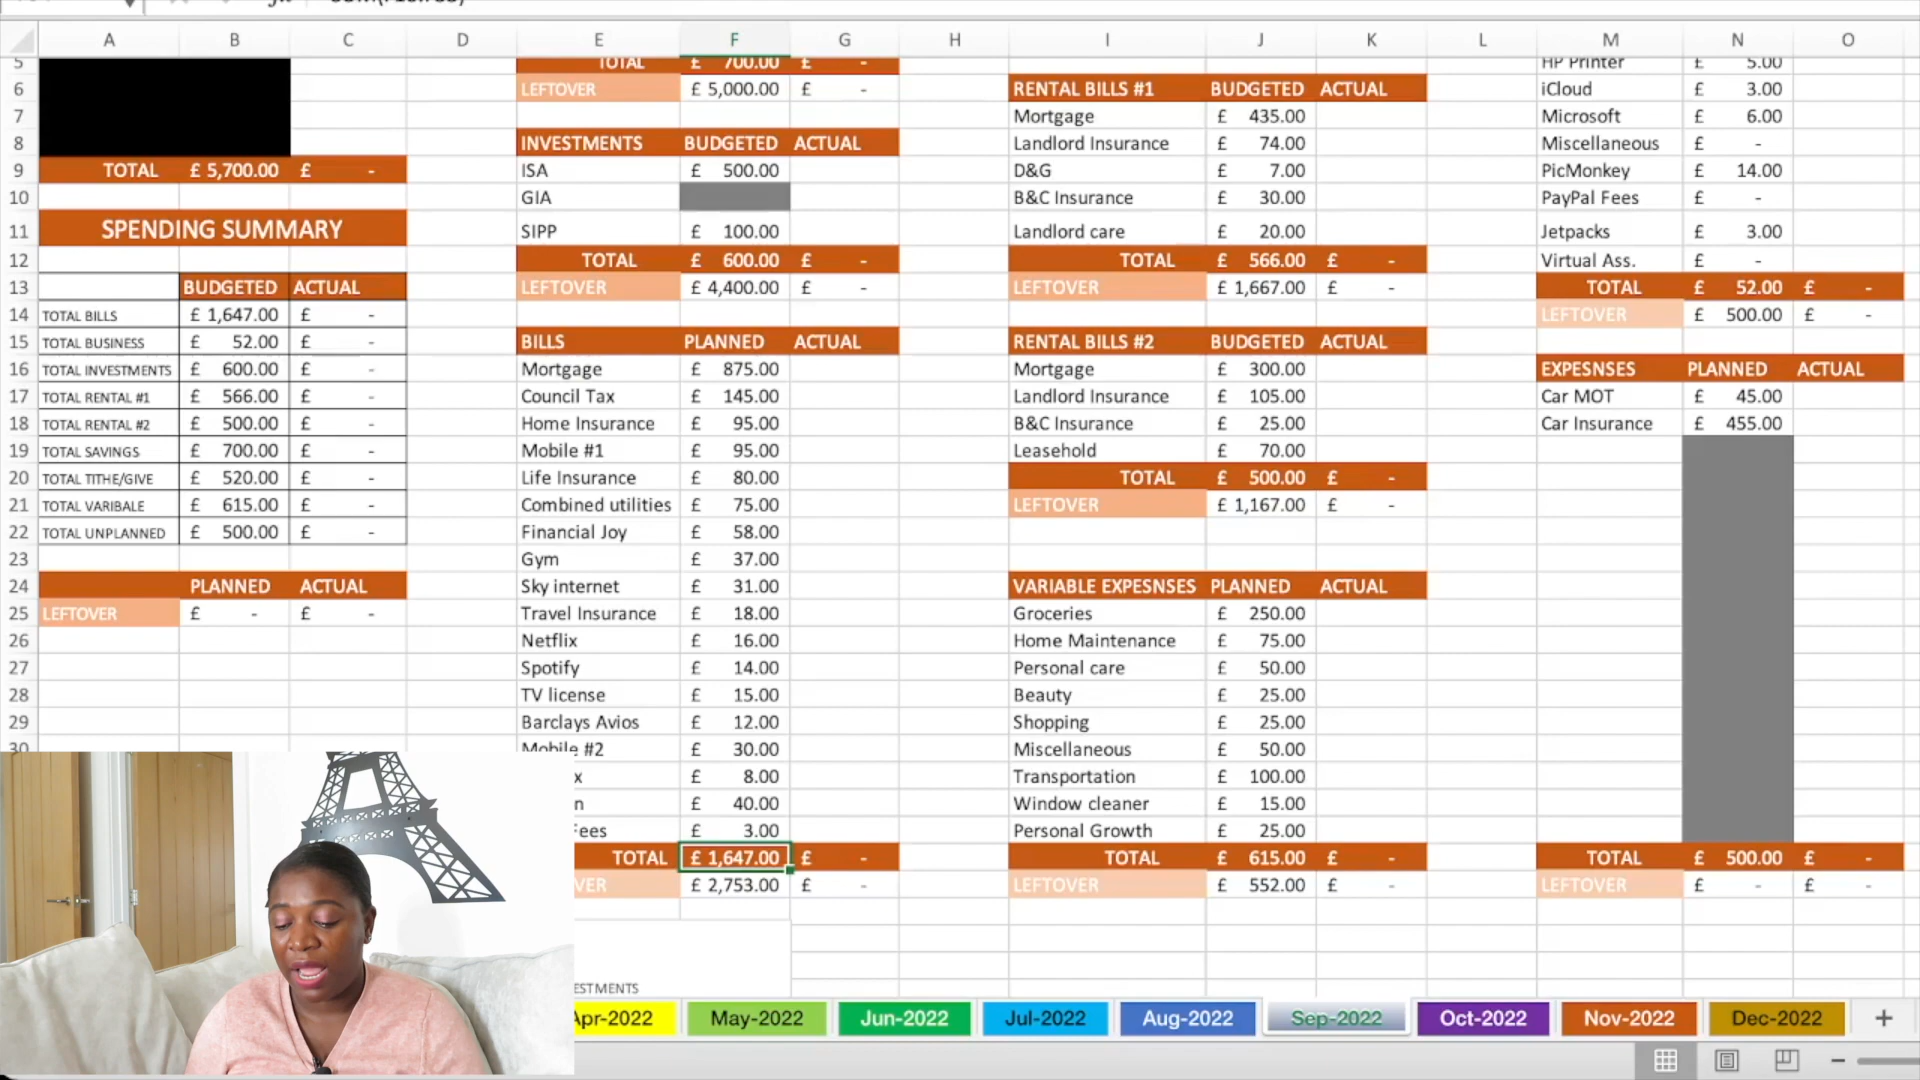 A B C D E F G H I J K L M N O
5 TOTAL £ 700.00 £ - HP Printer £ 5.00
6 LEFTOVER £ 5,000.00 £ - RENTAL BILLS #1 BUDGETED ACTUAL iCloud £ 3.00
7 Mortgage £ 435.00 Microsoft £ 6.00
8 INVESTMENTS BUDGETED ACTUAL Landlord Insurance £ 74.00 Miscellaneous £ -
9 TOTAL £ 5,700.00 £ - ISA £ 500.00 D&G £ 7.00 PicMonkey £ 14.00
10 GIA B&C Insurance £ 30.00 PayPal Fees £ -
11 SPENDING SUMMARY SIPP £ 100.00 Landlord care £ 20.00 Jetpacks £ 3.00
12 TOTAL £ 600.00 £ - TOTAL £ 566.00 £ - Virtual Ass. £ -
13 BUDGETED ACTUAL LEFTOVER £ 4,400.00 £ - LEFTOVER £ 1,667.00 £ - TOTAL £ 52.00 £ -
14 TOTAL BILLS £ 1,647.00 £ - LEFTOVER £ 500.00 £ -
15 TOTAL BUSINESS £ 52.00 £ - BILLS PLANNED ACTUAL RENTAL BILLS #2 BUDGETED ACTUAL
16 TOTAL INVESTMENTS £ 600.00 £ - Mortgage £ 875.00 Mortgage £ 300.00 EXPESNSES PLANNED ACTUAL
17 TOTAL RENTAL #1 £ 566.00 £ - Council Tax £ 145.00 Landlord Insurance £ 105.00 Car MOT £ 45.00
18 TOTAL RENTAL #2 £ 500.00 £ - Home Insurance £ 95.00 B&C Insurance £ 25.00 Car Insurance £ 455.00
19 TOTAL SAVINGS £ 700.00 £ - Mobile #1 £ 95.00 Leasehold £ 70.00
20 TOTAL TITHE/GIVE £ 520.00 £ - Life Insurance £ 80.00 TOTAL £ 500.00 £ -
21 TOTAL VARIBALE £ 615.00 £ - Combined utilities £ 75.00 LEFTOVER £ 1,167.00 £ -
22 TOTAL UNPLANNED £ 500.00 £ - Financial Joy £ 58.00
23 Gym £ 37.00
24 PLANNED ACTUAL Sky internet £ 31.00 VARIABLE EXPESNSES PLANNED ACTUAL
25 LEFTOVER £ - £ - Travel Insurance £ 18.00 Groceries £ 250.00
26 Netflix £ 16.00 Home Maintenance £ 75.00
27 Spotify £ 14.00 Personal care £ 50.00
28 TV license £ 15.00 Beauty £ 25.00
29 Barclays Avios £ 12.00 Shopping £ 25.00
30 Mobile #2 £ 30.00 Miscellaneous £ 50.00
x £ 8.00 Transportation £ 100.00
n £ 40.00 Window cleaner £ 15.00
Fees £ 3.00 Personal Growth £ 25.00
TOTAL £ 1,647.00 £ - TOTAL £ 615.00 £ - TOTAL £ 500.00 £ -
VER £ 2,753.00 £ - LEFTOVER £ 552.00 £ - LEFTOVER £ - £ -
ESTMENTS
Apr-2022 May-2022 Jun-2022 Jul-2022 Aug-2022 Sep-2022 Oct-2022 Nov-2022 Dec-2022 +